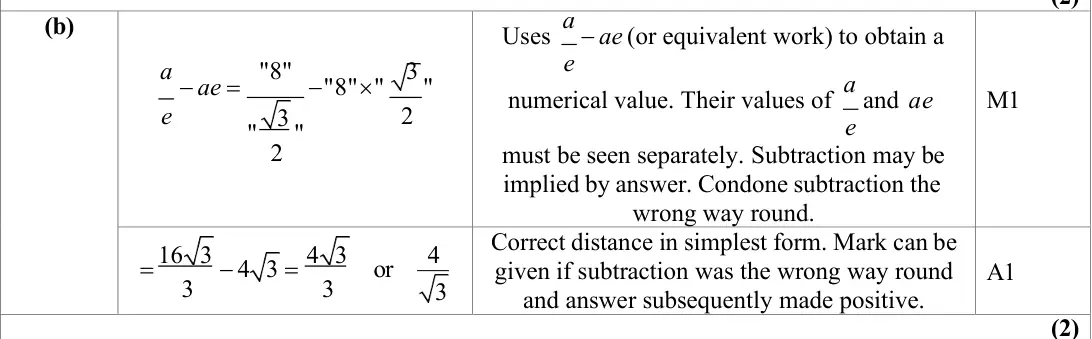 (2)
(b)
a/e − ae = "8"/"√3/2" − "8" × "√3/2"
Uses a/e − ae (or equivalent work) to obtain a
numerical value. Their values of a/e and ae
must be seen separately. Subtraction may be
implied by answer. Condone subtraction the
wrong way round.
M1
= 16√3/3 − 4√3 = 4√3/3 or 4/√3
Correct distance in simplest form. Mark can be
given if subtraction was the wrong way round
and answer subsequently made positive.
A1
(2)